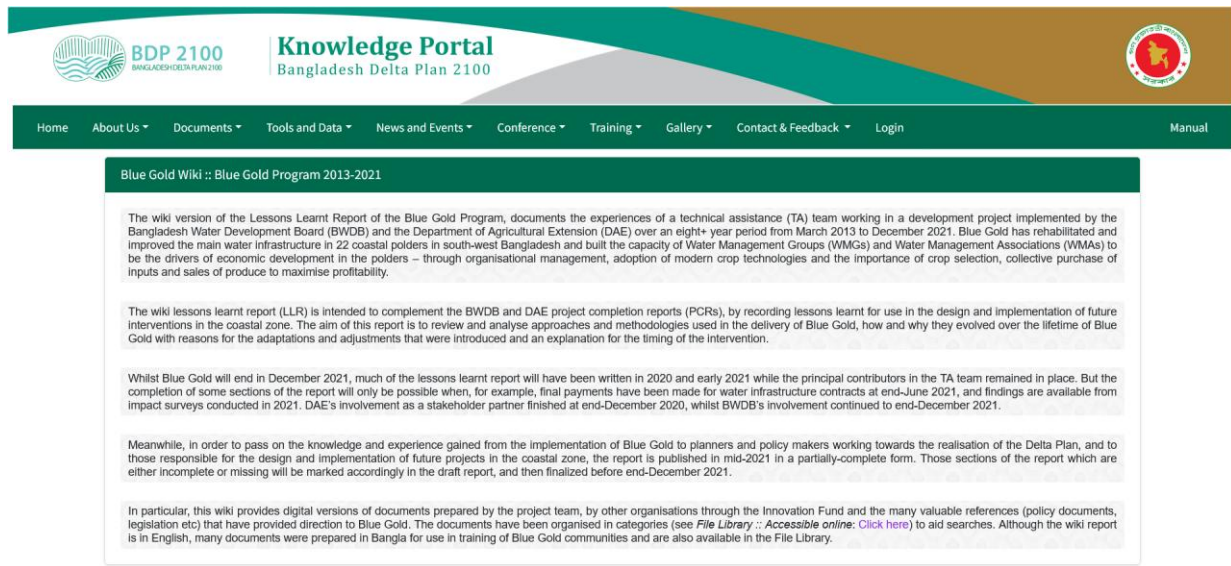 BDP 2100
BANGLADESH DELTA PLAN 2100
Knowledge Portal
Bangladesh Delta Plan 2100
Home About Us Documents Tools and Data News and Events Conference Training Gallery Contact & Feedback Login Manual
Blue Gold Wiki :: Blue Gold Program 2013-2021
The wiki version of the Lessons Learnt Report of the Blue Gold Program, documents the experiences of a technical assistance (TA) team working in a development project implemented by the
Bangladesh Water Development Board (BWDB) and the Department of Agricultural Extension (DAE) over an eight+ year period from March 2013 to December 2021. Blue Gold has rehabilitated and
improved the main water infrastructure in 22 coastal polders in south-west Bangladesh and built the capacity of Water Management Groups (WMGs) and Water Management Associations (WMAs) to
be the drivers of economic development in the polders – through organisational management, adoption of modern crop technologies and the importance of crop selection, collective purchase of
inputs and sales of produce to maximise profitability.
The wiki lessons learnt report (LLR) is intended to complement the BWDB and DAE project completion reports (PCRs), by recording lessons learnt for use in the design and implementation of future
interventions in the coastal zone. The aim of this report is to review and analyse approaches and methodologies used in the delivery of Blue Gold, how and why they evolved over the lifetime of Blue
Gold with reasons for the adaptations and adjustments that were introduced and an explanation for the timing of the intervention.
Whilst Blue Gold will end in December 2021, much of the lessons learnt report will have been written in 2020 and early 2021 while the principal contributors in the TA team remained in place. But the
completion of some sections of the report will only be possible when, for example, final payments have been made for water infrastructure contracts at end-June 2021, and findings are available from
impact surveys conducted in 2021. DAE's involvement as a stakeholder partner finished at end-December 2020, whilst BWDB's involvement continued to end-December 2021.
Meanwhile, in order to pass on the knowledge and experience gained from the implementation of Blue Gold to planners and policy makers working towards the realisation of the Delta Plan, and to
those responsible for the design and implementation of future projects in the coastal zone, the report is published in mid-2021 in a partially-complete form. Those sections of the report which are
either incomplete or missing will be marked accordingly in the draft report, and then finalized before end-December 2021.
In particular, this wiki provides digital versions of documents prepared by the project team, by other organisations through the Innovation Fund and the many valuable references (policy documents,
legislation etc) that have provided direction to Blue Gold. The documents have been organised in categories (see File Library :: Accessible online: Click here) to aid searches. Although the wiki report
is in English, many documents were prepared in Bangla for use in training of Blue Gold communities and are also available in the File Library.